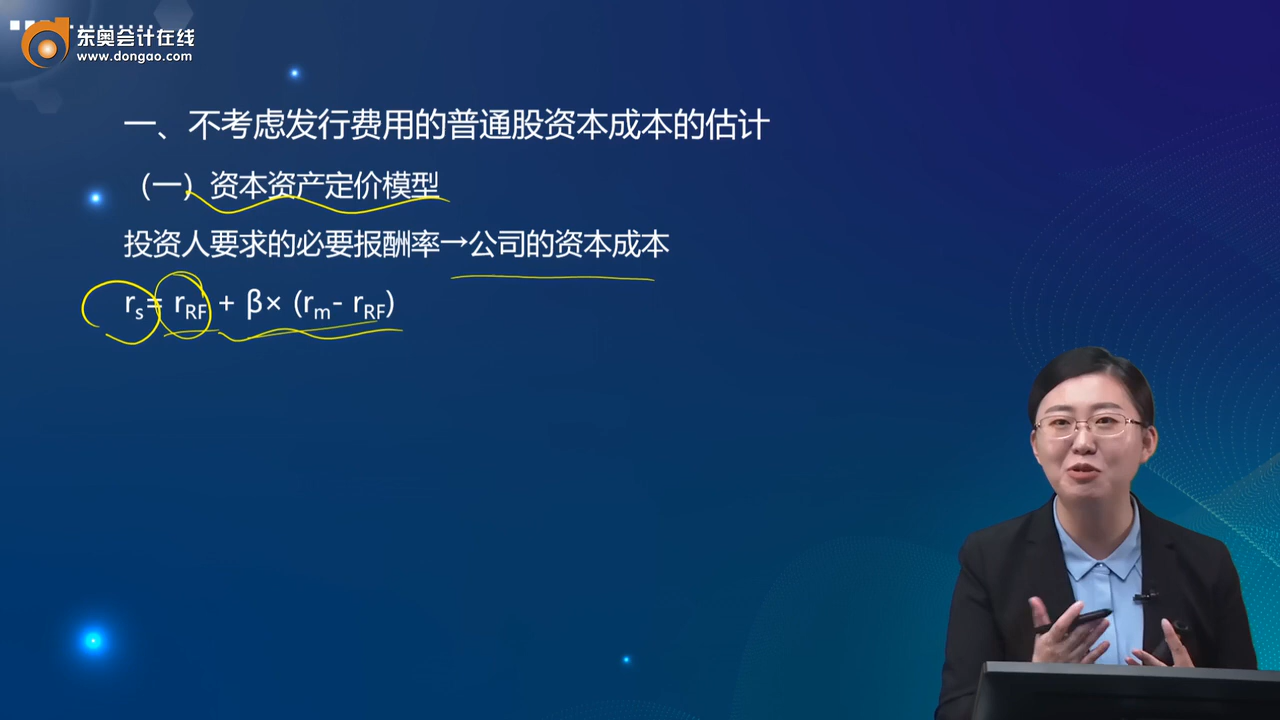 东奥会计在线
www.dongao.com
一、不考虑发行费用的普通股资本成本的估计
（一）资本资产定价模型
投资人要求的必要报酬率→公司的资本成本
rs= rRF + β× (rm- rRF)